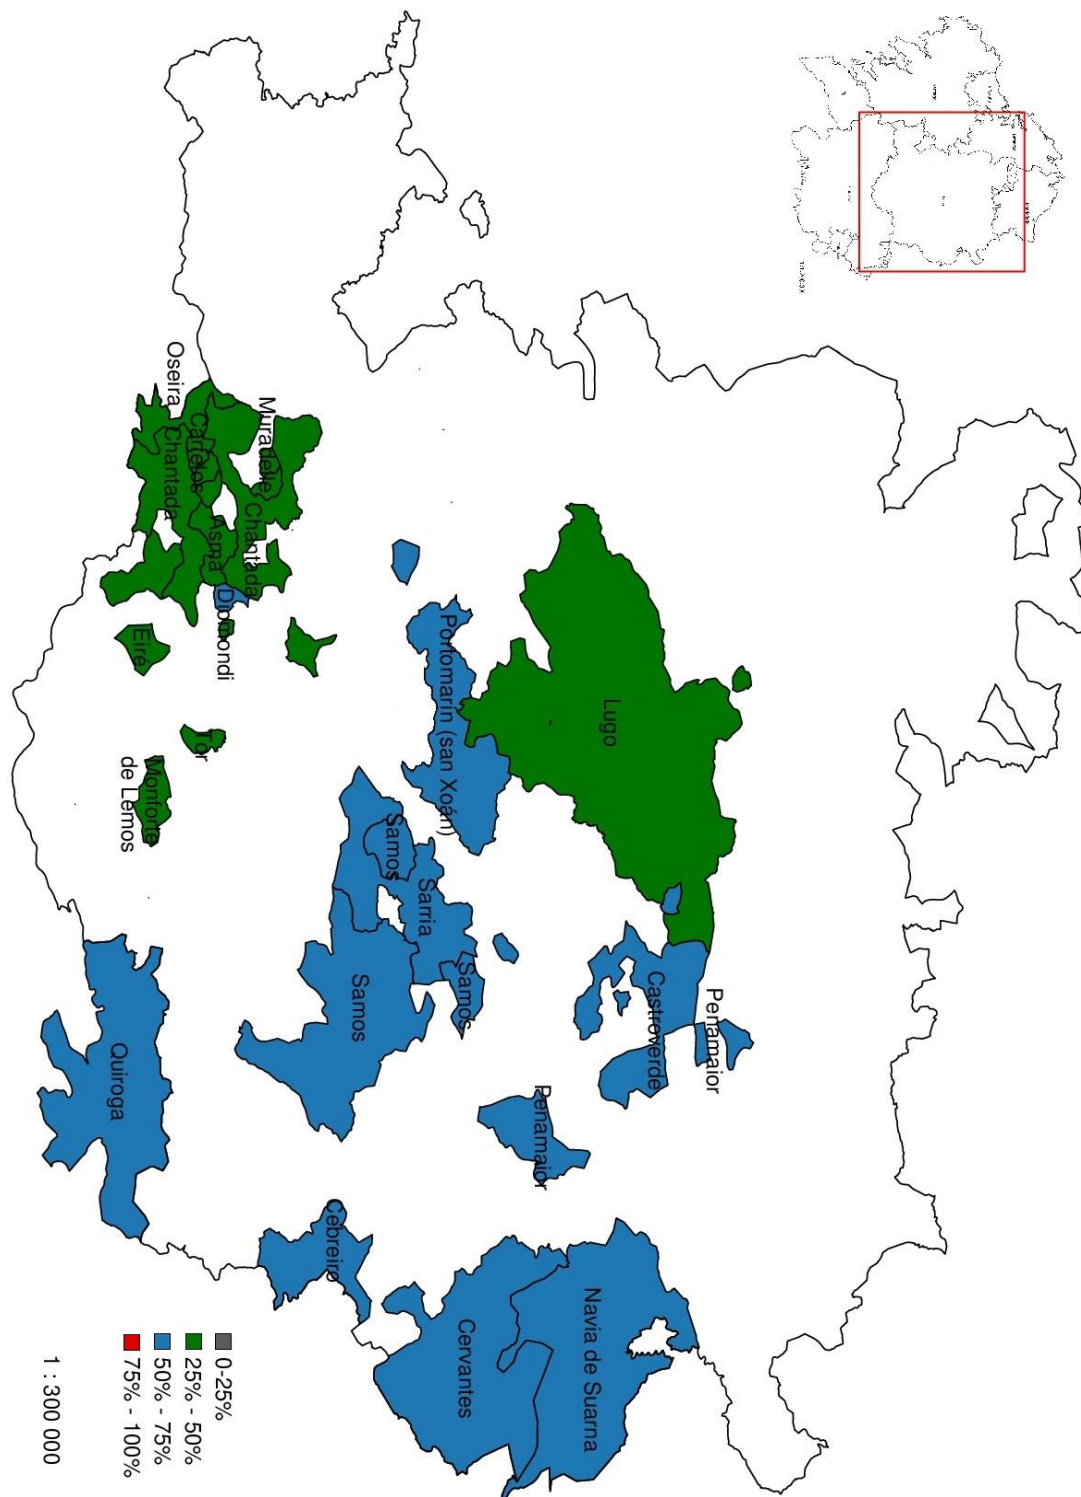 Oseira
Cartelos
Chantada
Muradelle
Chantada
Asma
Diomondi
Eiré
Tor
Monforte
de Lemos
Portomarín (san Xoán)
Lugo
Samos
Sarria
Samos
Samos
Castroverde
Penamaior
Penamaior
Quiroga
Cebreiro
Cervantes
Navia de Suarna
0-25%
25% - 50%
50% - 75%
75% - 100%
1 : 300 000